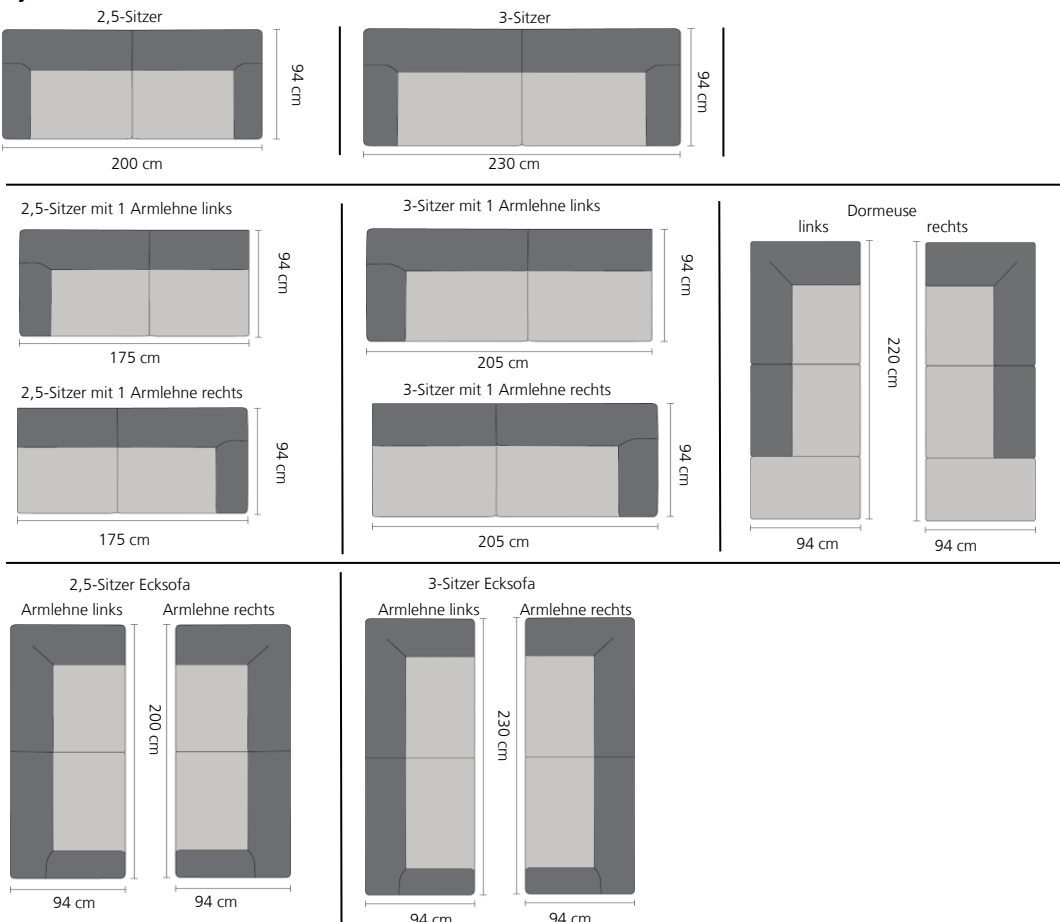 2,5-Sitzer
94 cm
200 cm
3-Sitzer
94 cm
230 cm
2,5-Sitzer mit 1 Armlehne links
94 cm
175 cm
2,5-Sitzer mit 1 Armlehne rechts
94 cm
175 cm
3-Sitzer mit 1 Armlehne links
94 cm
205 cm
3-Sitzer mit 1 Armlehne rechts
94 cm
205 cm
Dormeuse
links rechts
220 cm
94 cm 94 cm
2,5-Sitzer Ecksofa
Armlehne links Armlehne rechts
200 cm
94 cm 94 cm
3-Sitzer Ecksofa
Armlehne links Armlehne rechts
230 cm
94 cm 94 cm